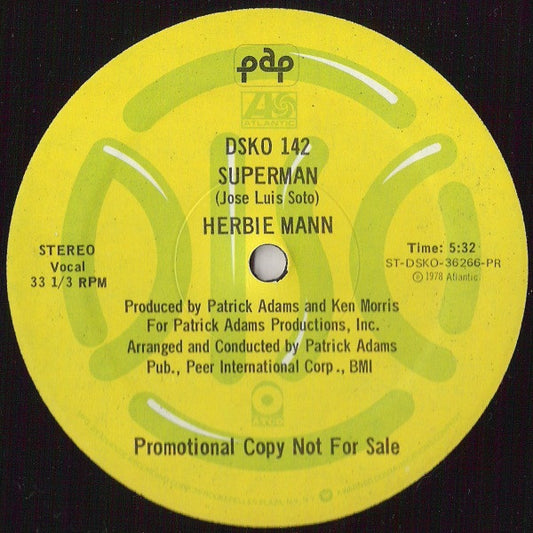 pap
ATLANTIC
DSKO 142
SUPERMAN
(Jose Luis Soto)
HERBIE MANN
STEREO
Vocal
33 1/3 RPM
Time: 5:32
ST-DSKO-36266-PR
Ⓟ 1978 Atlantic
Produced by Patrick Adams and Ken Morris
For Patrick Adams Productions, Inc.
Arranged and Conducted by Patrick Adams
Pub., Peer International Corp., BMI
ATCO
Promotional Copy Not For Sale